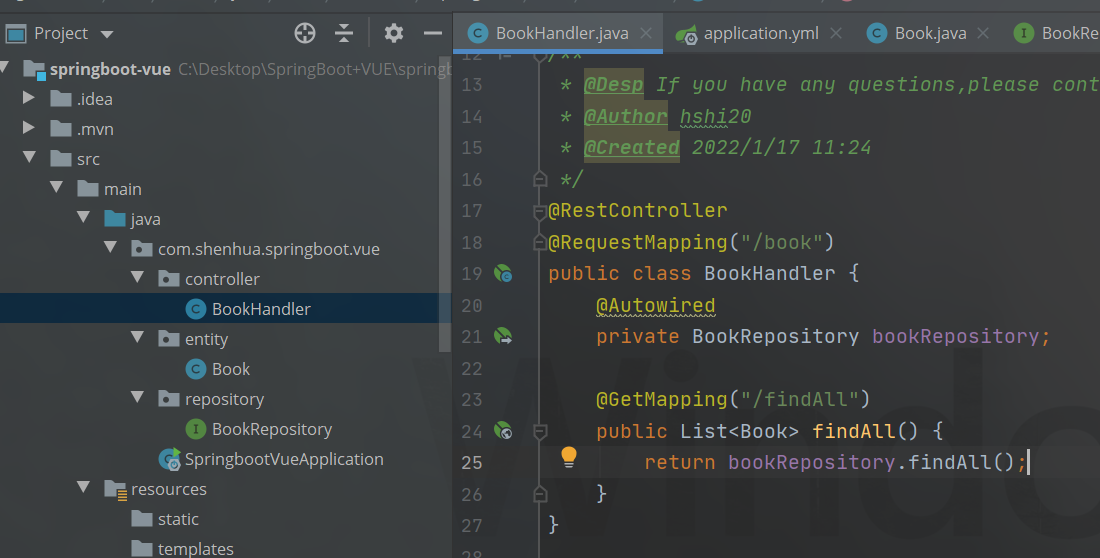 Project
springboot-vue C:\Desktop\SpringBoot+VUE\spring
.idea
.mvn
src
main
java
com.shenhua.springboot.vue
controller
BookHandler
entity
Book
repository
BookRepository
SpringbootVueApplication
resources
static
templates
BookHandler.java
application.yml
Book.java
BookRe
12 /**
13 * @Desp If you have any questions,please cont
14 * @Author hshi20
15 * @Created 2022/1/17 11:24
16 */
17 @RestController
18 @RequestMapping("/book")
19 public class BookHandler {
20 @Autowired
21 private BookRepository bookRepository;
22
23 @GetMapping("/findAll")
24 public List<Book> findAll() {
25 return bookRepository.findAll();
26 }
27 }
28